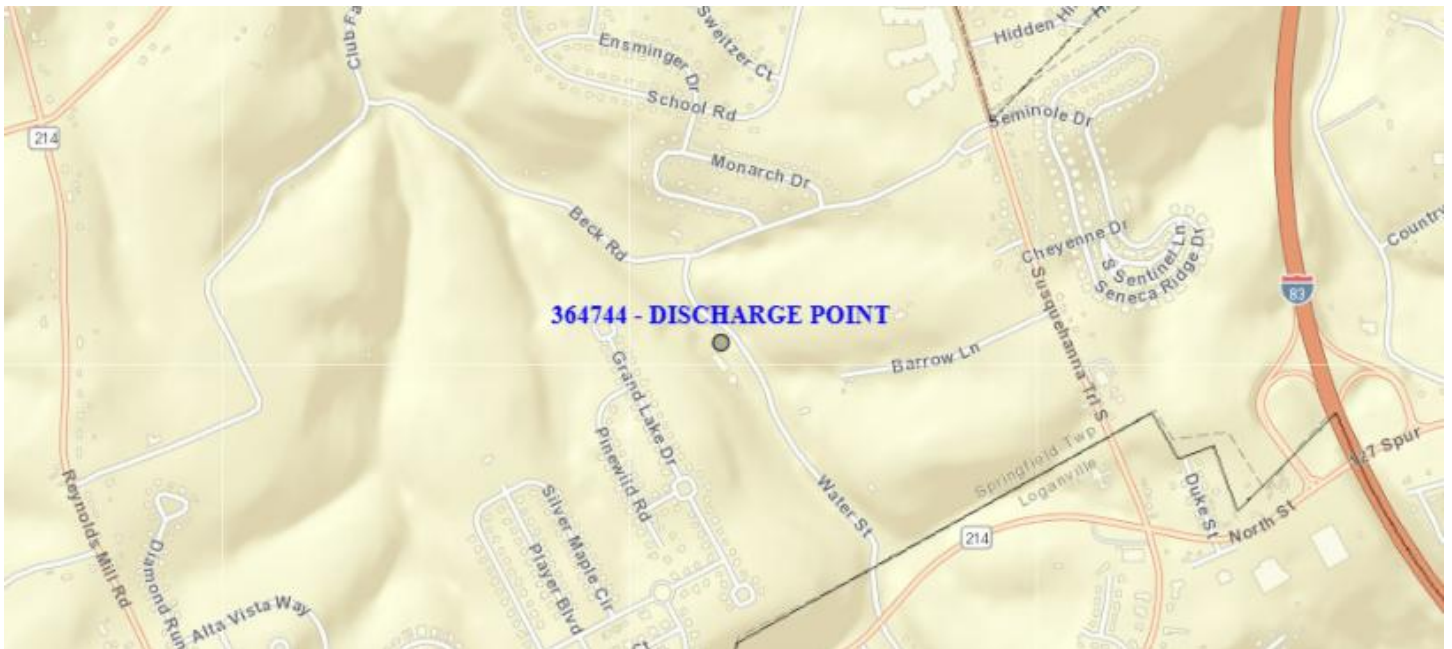 Club Fa
Sweitzer Ct
Hidden Hi
Ensminger Dr
School Rd
214
Seminole Dr
Monarch Dr
Beck Rd
Cheyenne Dr
Country
S Sentinel Ln
Seneca Ridge Dr
83
364744 - DISCHARGE POINT
Susquehanna Trl S
Barrow Ln
Grand Lake Dr
Pinewild Rd
Springfield Twp
Loganville
127 Spur
Reynolds Mill Rd
Water St
Duke St
North St
Silver Maple Cir
Player Blvd
214
Diamond Run
Alta Vista Way